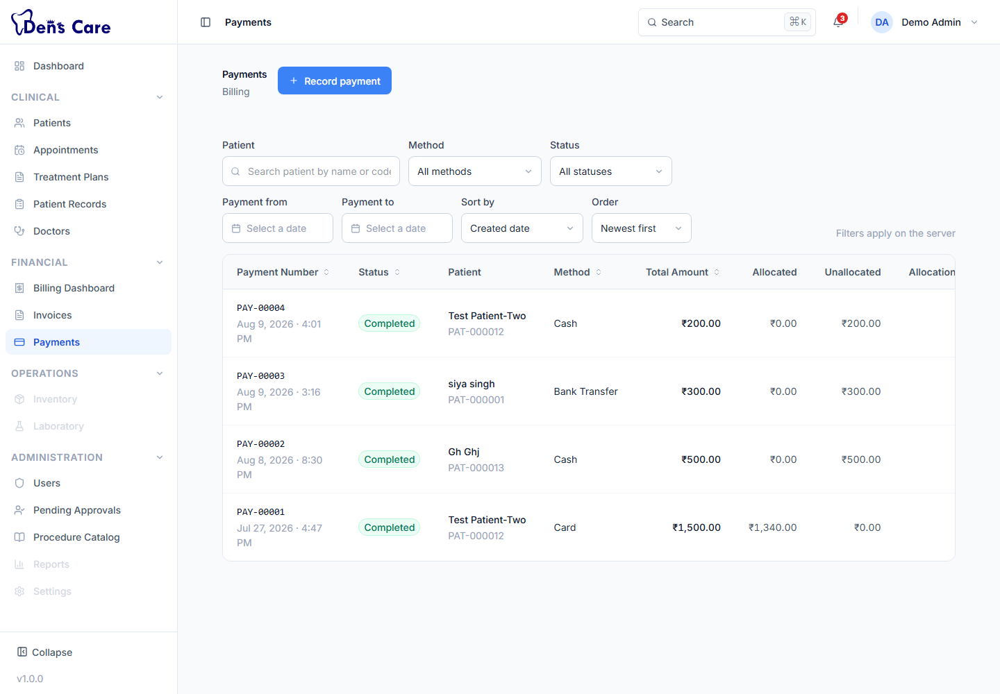 Den's Care
Payments
Search
⌘K
3
DA
Demo Admin
Dashboard
CLINICAL
Patients
Appointments
Treatment Plans
Patient Records
Doctors
FINANCIAL
Billing Dashboard
Invoices
Payments
OPERATIONS
Inventory
Laboratory
ADMINISTRATION
Users
Pending Approvals
Procedure Catalog
Reports
Settings
Collapse
v1.0.0
Payments
Billing
+ Record payment
Patient
Method
Status
Search patient by name or code
All methods
All statuses
Payment from
Payment to
Sort by
Order
Select a date
Select a date
Created date
Newest first
Filters apply on the server
Payment Number Status Patient Method Total Amount Allocated Unallocated Allocation
PAY-00004
Aug 9, 2026 · 4:01
PM
Completed
Test Patient-Two
PAT-000012
Cash
₹200.00
₹0.00
₹200.00
PAY-00003
Aug 9, 2026 · 3:16
PM
Completed
siya singh
PAT-000001
Bank Transfer
₹300.00
₹0.00
₹300.00
PAY-00002
Aug 8, 2026 · 8:30
PM
Completed
Gh Ghj
PAT-000013
Cash
₹500.00
₹0.00
₹500.00
PAY-00001
Jul 27, 2026 · 4:47
PM
Completed
Test Patient-Two
PAT-000012
Card
₹1,500.00
₹1,340.00
₹0.00